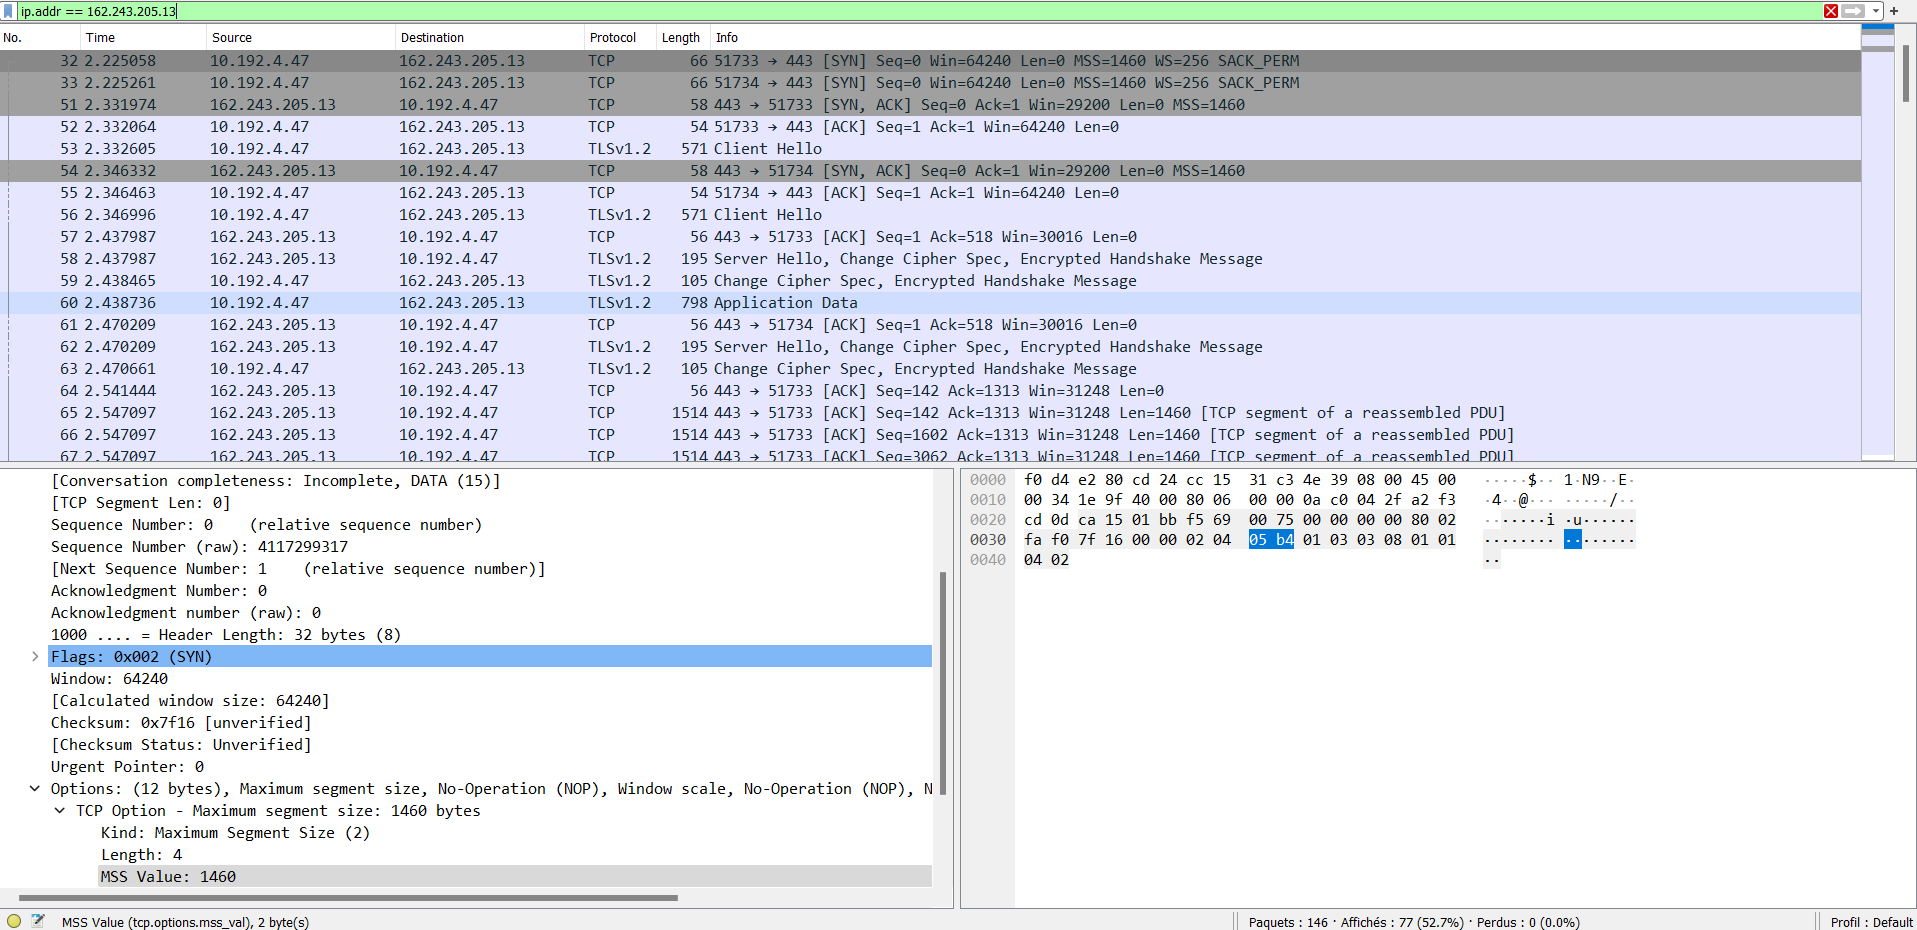 ip.addr == 162.243.205.13
No. Time Source Destination Protocol Length Info
32 2.225058 10.192.4.47 162.243.205.13 TCP 66 51733 → 443 [SYN] Seq=0 Win=64240 Len=0 MSS=1460 WS=256 SACK_PERM
33 2.225261 10.192.4.47 162.243.205.13 TCP 66 51734 → 443 [SYN] Seq=0 Win=64240 Len=0 MSS=1460 WS=256 SACK_PERM
51 2.331974 162.243.205.13 10.192.4.47 TCP 58 443 → 51733 [SYN, ACK] Seq=0 Ack=1 Win=29200 Len=0 MSS=1460
52 2.332064 10.192.4.47 162.243.205.13 TCP 54 51733 → 443 [ACK] Seq=1 Ack=1 Win=64240 Len=0
53 2.332605 10.192.4.47 162.243.205.13 TLSv1.2 571 Client Hello
54 2.346332 162.243.205.13 10.192.4.47 TCP 58 443 → 51734 [SYN, ACK] Seq=0 Ack=1 Win=29200 Len=0 MSS=1460
55 2.346463 10.192.4.47 162.243.205.13 TCP 54 51734 → 443 [ACK] Seq=1 Ack=1 Win=64240 Len=0
56 2.346996 10.192.4.47 162.243.205.13 TLSv1.2 571 Client Hello
57 2.437987 162.243.205.13 10.192.4.47 TCP 56 443 → 51733 [ACK] Seq=1 Ack=518 Win=30016 Len=0
58 2.437987 162.243.205.13 10.192.4.47 TLSv1.2 195 Server Hello, Change Cipher Spec, Encrypted Handshake Message
59 2.438465 10.192.4.47 162.243.205.13 TLSv1.2 105 Change Cipher Spec, Encrypted Handshake Message
60 2.438736 10.192.4.47 162.243.205.13 TLSv1.2 798 Application Data
61 2.470209 162.243.205.13 10.192.4.47 TCP 56 443 → 51734 [ACK] Seq=1 Ack=518 Win=30016 Len=0
62 2.470209 162.243.205.13 10.192.4.47 TLSv1.2 195 Server Hello, Change Cipher Spec, Encrypted Handshake Message
63 2.470661 10.192.4.47 162.243.205.13 TLSv1.2 105 Change Cipher Spec, Encrypted Handshake Message
64 2.541444 162.243.205.13 10.192.4.47 TCP 56 443 → 51733 [ACK] Seq=142 Ack=1313 Win=31248 Len=0
65 2.547097 162.243.205.13 10.192.4.47 TCP 1514 443 → 51733 [ACK] Seq=142 Ack=1313 Win=31248 Len=1460 [TCP segment of a reassembled PDU]
66 2.547097 162.243.205.13 10.192.4.47 TCP 1514 443 → 51733 [ACK] Seq=1602 Ack=1313 Win=31248 Len=1460 [TCP segment of a reassembled PDU]
67 2.547097 162.243.205.13 10.192.4.47 TCP 1514 443 → 51733 [ACK] Seq=3062 Ack=1313 Win=31248 Len=1460 [TCP segment of a reassembled PDU]
[Conversation completeness: Incomplete, DATA (15)]
[TCP Segment Len: 0]
Sequence Number: 0 (relative sequence number)
Sequence Number (raw): 4117299317
[Next Sequence Number: 1 (relative sequence number)]
Acknowledgment Number: 0
Acknowledgment number (raw): 0
1000 .... = Header Length: 32 bytes (8)
Flags: 0x002 (SYN)
Window: 64240
[Calculated window size: 64240]
Checksum: 0x7f16 [unverified]
[Checksum Status: Unverified]
Urgent Pointer: 0
Options: (12 bytes), Maximum segment size, No-Operation (NOP), Window scale, No-Operation (NOP), N
TCP Option - Maximum segment size: 1460 bytes
Kind: Maximum Segment Size (2)
Length: 4
MSS Value: 1460
0000 f0 d4 e2 80 cd 24 cc 15 31 c3 4e 39 08 00 45 00 ·····$·· 1·N9··E·
0010 00 34 1e 9f 40 00 80 06 00 00 0a c0 04 2f a2 f3 ·4··@··· ·····/··
0020 cd 0d ca 15 01 bb f5 69 00 75 00 00 00 00 80 02 ·······i ·u······
0030 fa f0 7f 16 00 00 02 04 05 b4 01 03 03 08 01 01 ········ ········
0040 04 02 ··
MSS Value (tcp.options.mss_val), 2 byte(s)
Paquets : 146 · Affichés : 77 (52.7%) · Perdus : 0 (0.0%)
Profil : Default